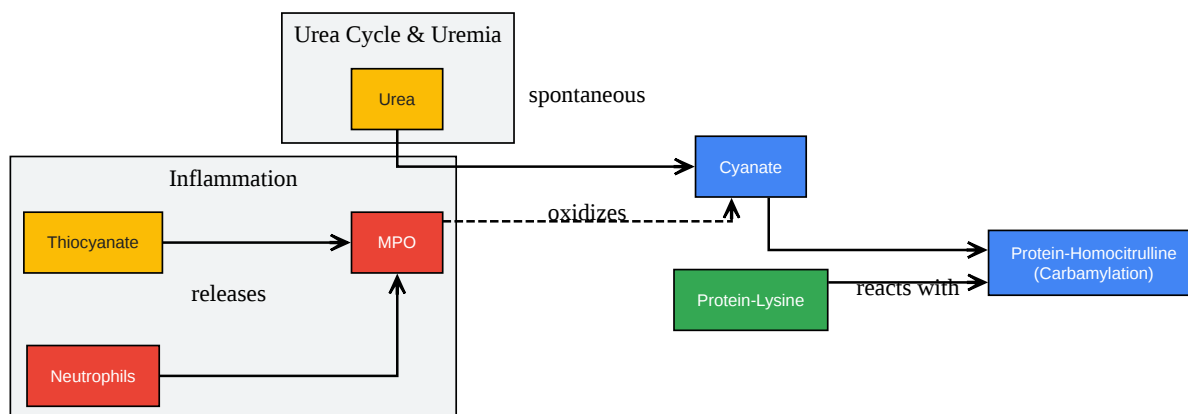 Urea Cycle & Uremia
Urea
spontaneous
Cyanate
Inflammation
Thiocyanate
MPO
oxidizes
releases
Protein-Homocitrulline
(Carbamylation)
Protein-Lysine
reacts with
Neutrophils